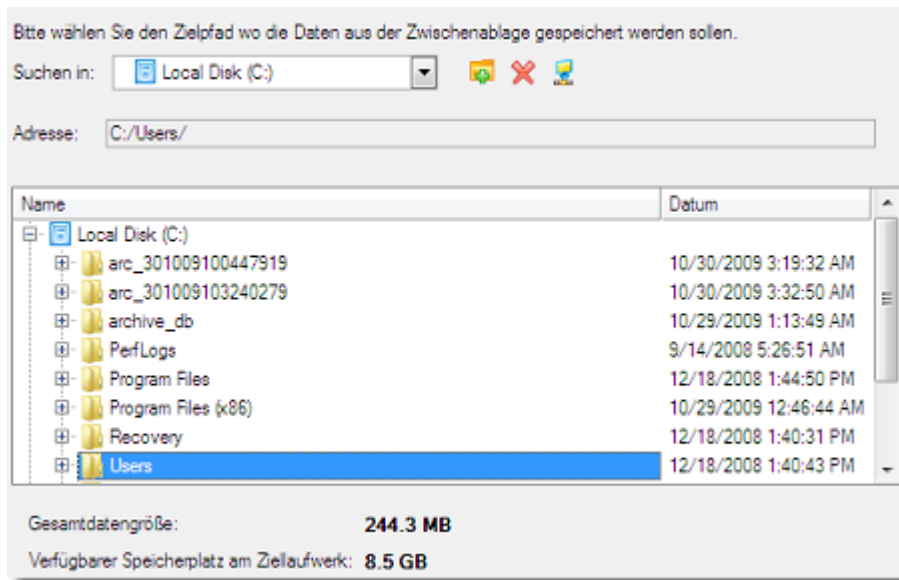 Bitte wählen Sie den Zielpfad wo die Daten aus der Zwischenablage gespeichert werden sollen.
Suchen in: Local Disk (C:)
Adresse: C:/Users/
Name Datum
Local Disk (C:)
arc_301009100447919 10/30/2009 3:19:32 AM
arc_301009103240279 10/30/2009 3:32:50 AM
archive_db 10/29/2009 1:13:49 AM
PerfLogs 9/14/2008 5:26:51 AM
Program Files 12/18/2008 1:44:50 PM
Program Files (x86) 10/29/2009 12:46:44 AM
Recovery 12/18/2008 1:40:31 PM
Users 12/18/2008 1:40:43 PM
Gesamtdatengröße: 244.3 MB
Verfügbarer Speicherplatz am Ziellaufwerk: 8.5 GB